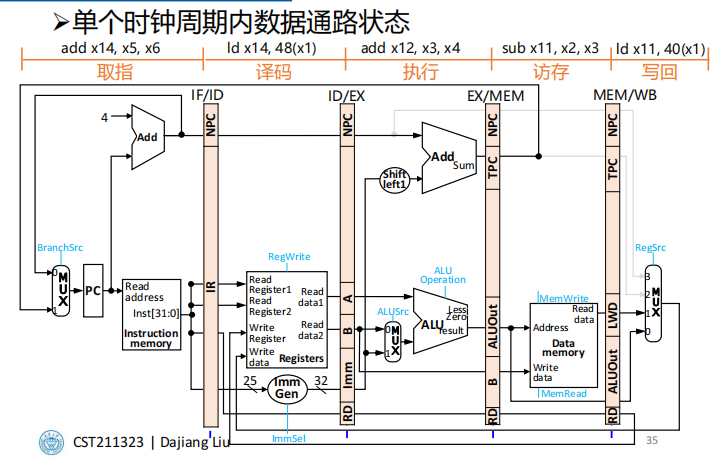 ➢单个时钟周期内数据通路状态
add x14, x5, x6
ld x14, 48(x1)
add x12, x3, x4
sub x11, x2, x3
ld x11, 40(x1)
取指
译码
执行
访存
写回
IF/ID
ID/EX
EX/MEM
MEM/WB
4
Add
NPC
NPC
NPC
Add
Sum
TPC
TPC
Shift
left1
BranchSrc
0
MUX
1
PC
Read
address
Inst[31:0]
Instruction
memory
IR
RegWrite
Read
Register1
Read
Register2
Write
Register
Write
data
Read
data1
Read
data2
Registers
25
Imm
Gen
32
ImmSel
A
B
Imm
RD
ALUSrc
0
MUX
1
ALU
Operation
ALU
Less
Zero
result
ALUOut
B
RD
MemWrite
Address
Read
data
Data
memory
Write
data
MemRead
LWD
ALUOut
RD
RegSrc
3
2
1
0
MUX
CST211323 | Dajiang Liu
35